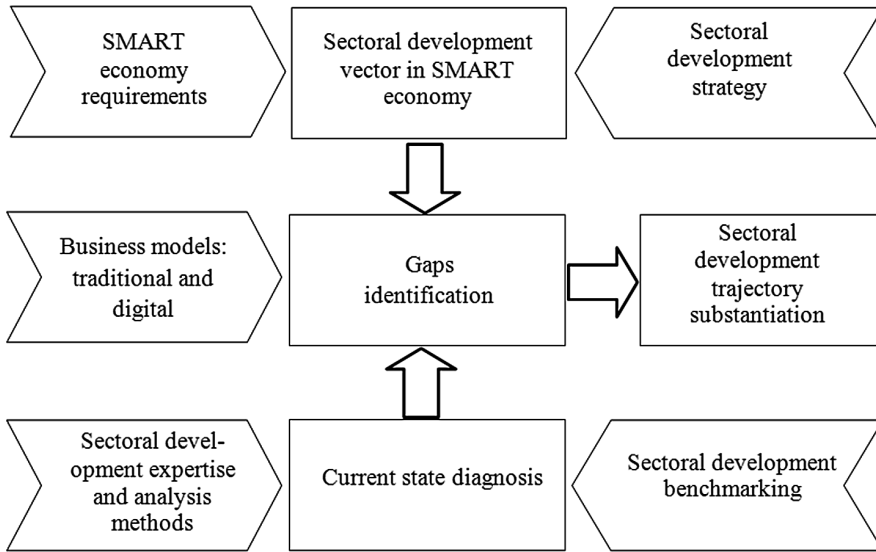 SMART
economy
requirements
Sectoral development
vector in SMART
economy
Sectoral
development
strategy
Business models:
traditional and
digital
Gaps
identification
Sectoral
development
trajectory
substantiation
Sectoral devel-
opment expertise
and analysis
methods
Current state diagnosis
Sectoral development
benchmarking